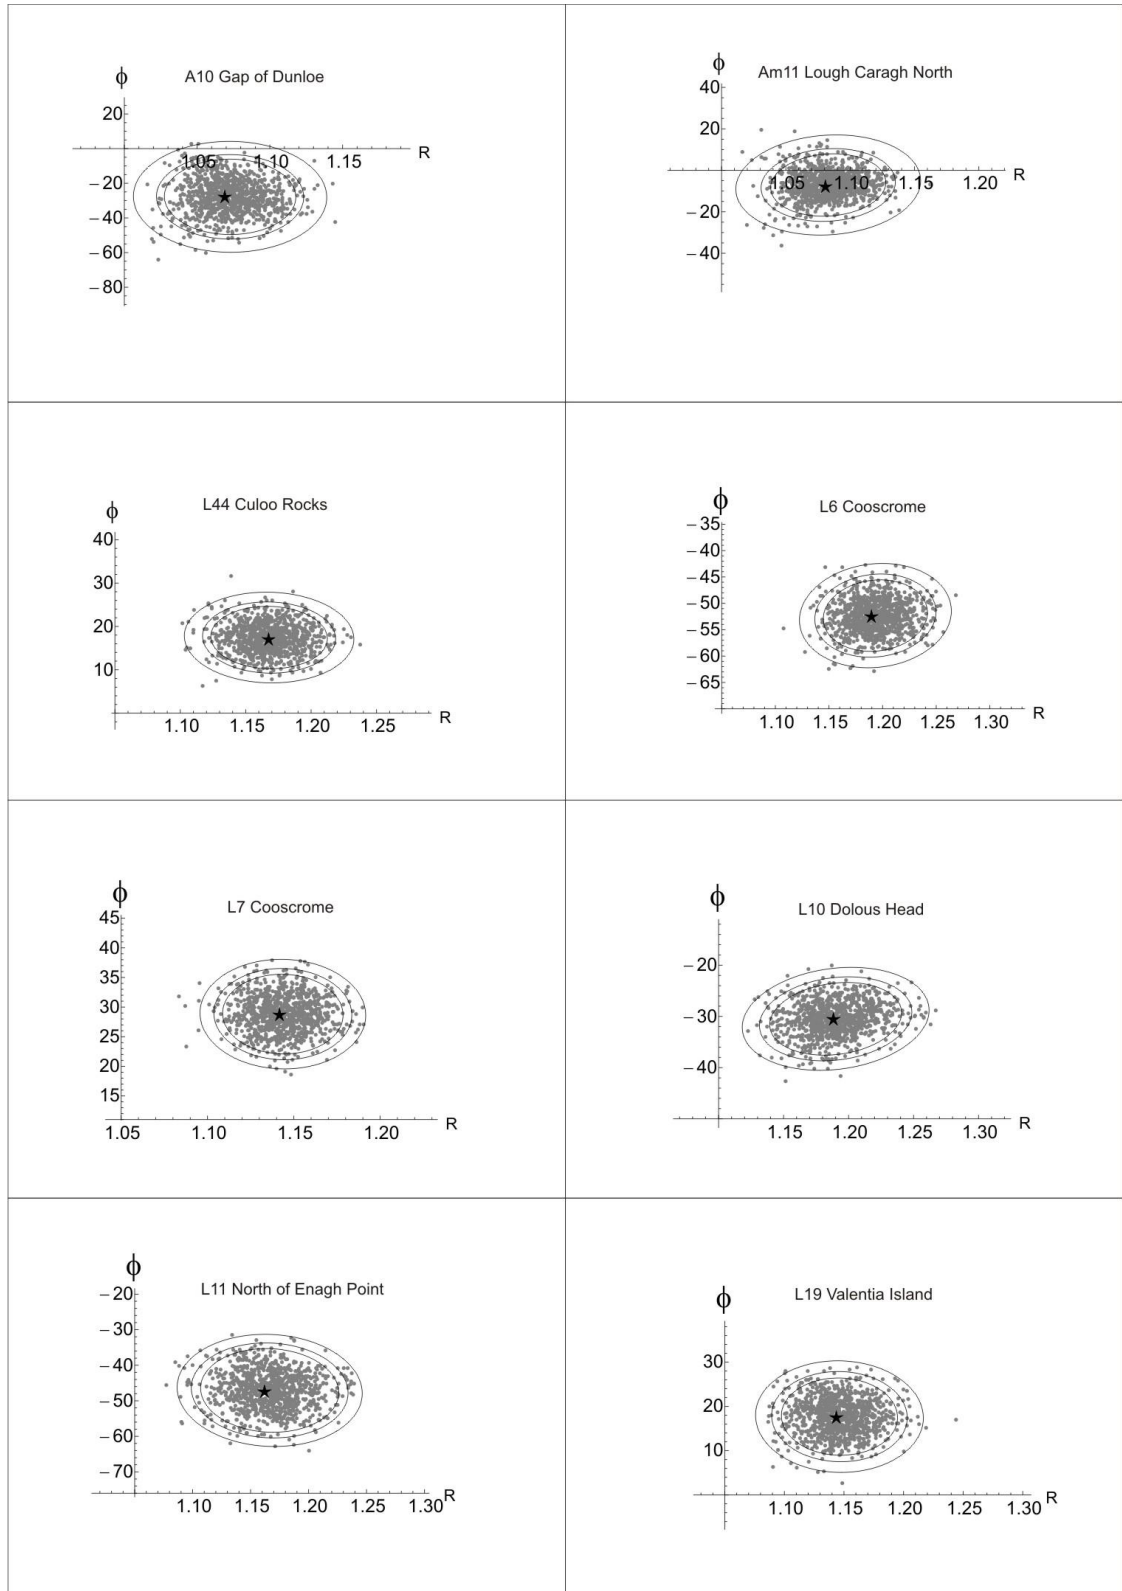 A10 Gap of Dunloe
ϕ
20
−20
−40
−60
−80
1.05 1.10 1.15
R
Am11 Lough Caragh North
ϕ
40
20
−20
−40
1.05 1.10 1.15 1.20
R
L44 Culoo Rocks
ϕ
40
30
20
10
1.10 1.15 1.20 1.25
R
L6 Cooscrome
ϕ
−35
−40
−45
−50
−55
−60
−65
1.10 1.15 1.20 1.25 1.30
R
L7 Cooscrome
ϕ
45
40
35
30
25
20
15
1.05 1.10 1.15 1.20
R
L10 Dolous Head
ϕ
−20
−30
−40
1.15 1.20 1.25 1.30
R
L11 North of Enagh Point
ϕ
−20
−30
−40
−50
−60
−70
1.10 1.15 1.20 1.25 1.30
R
L19 Valentia Island
ϕ
30
20
10
1.10 1.15 1.20 1.25 1.30
R